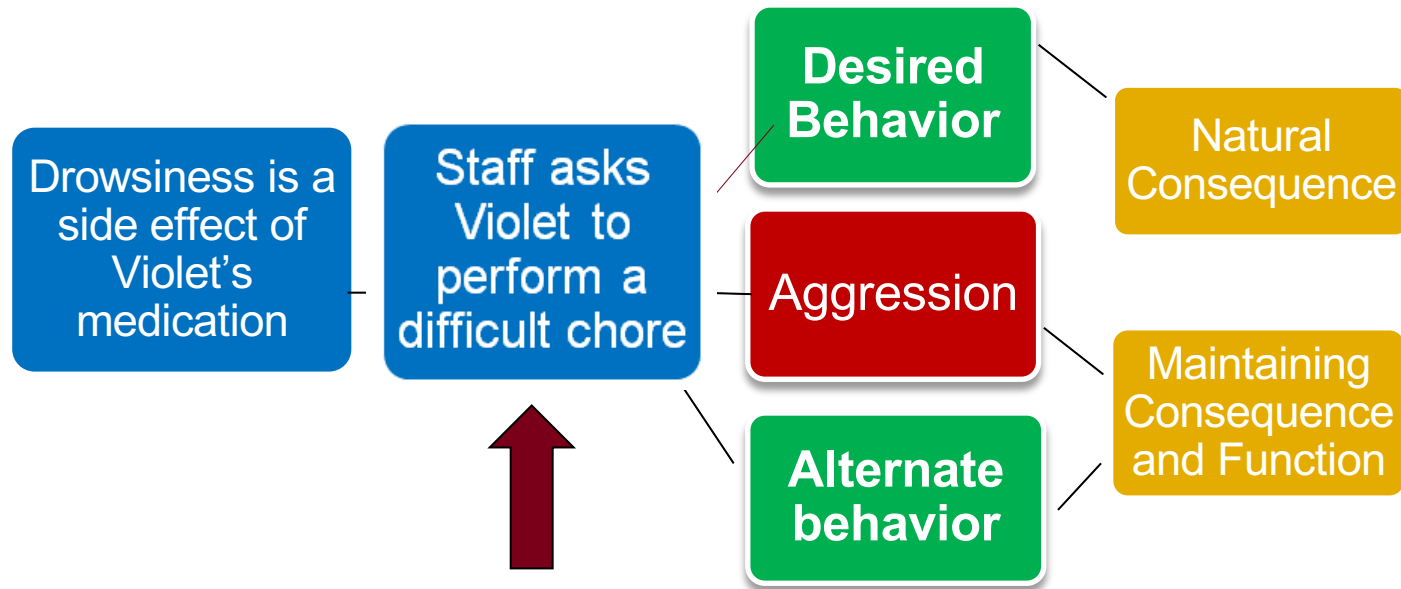 Drowsiness is a
side effect of
Violet’s
medication
Staff asks
Violet to
perform a
difficult chore
Desired
Behavior
Aggression
Alternate
behavior
Natural
Consequence
Maintaining
Consequence
and Function